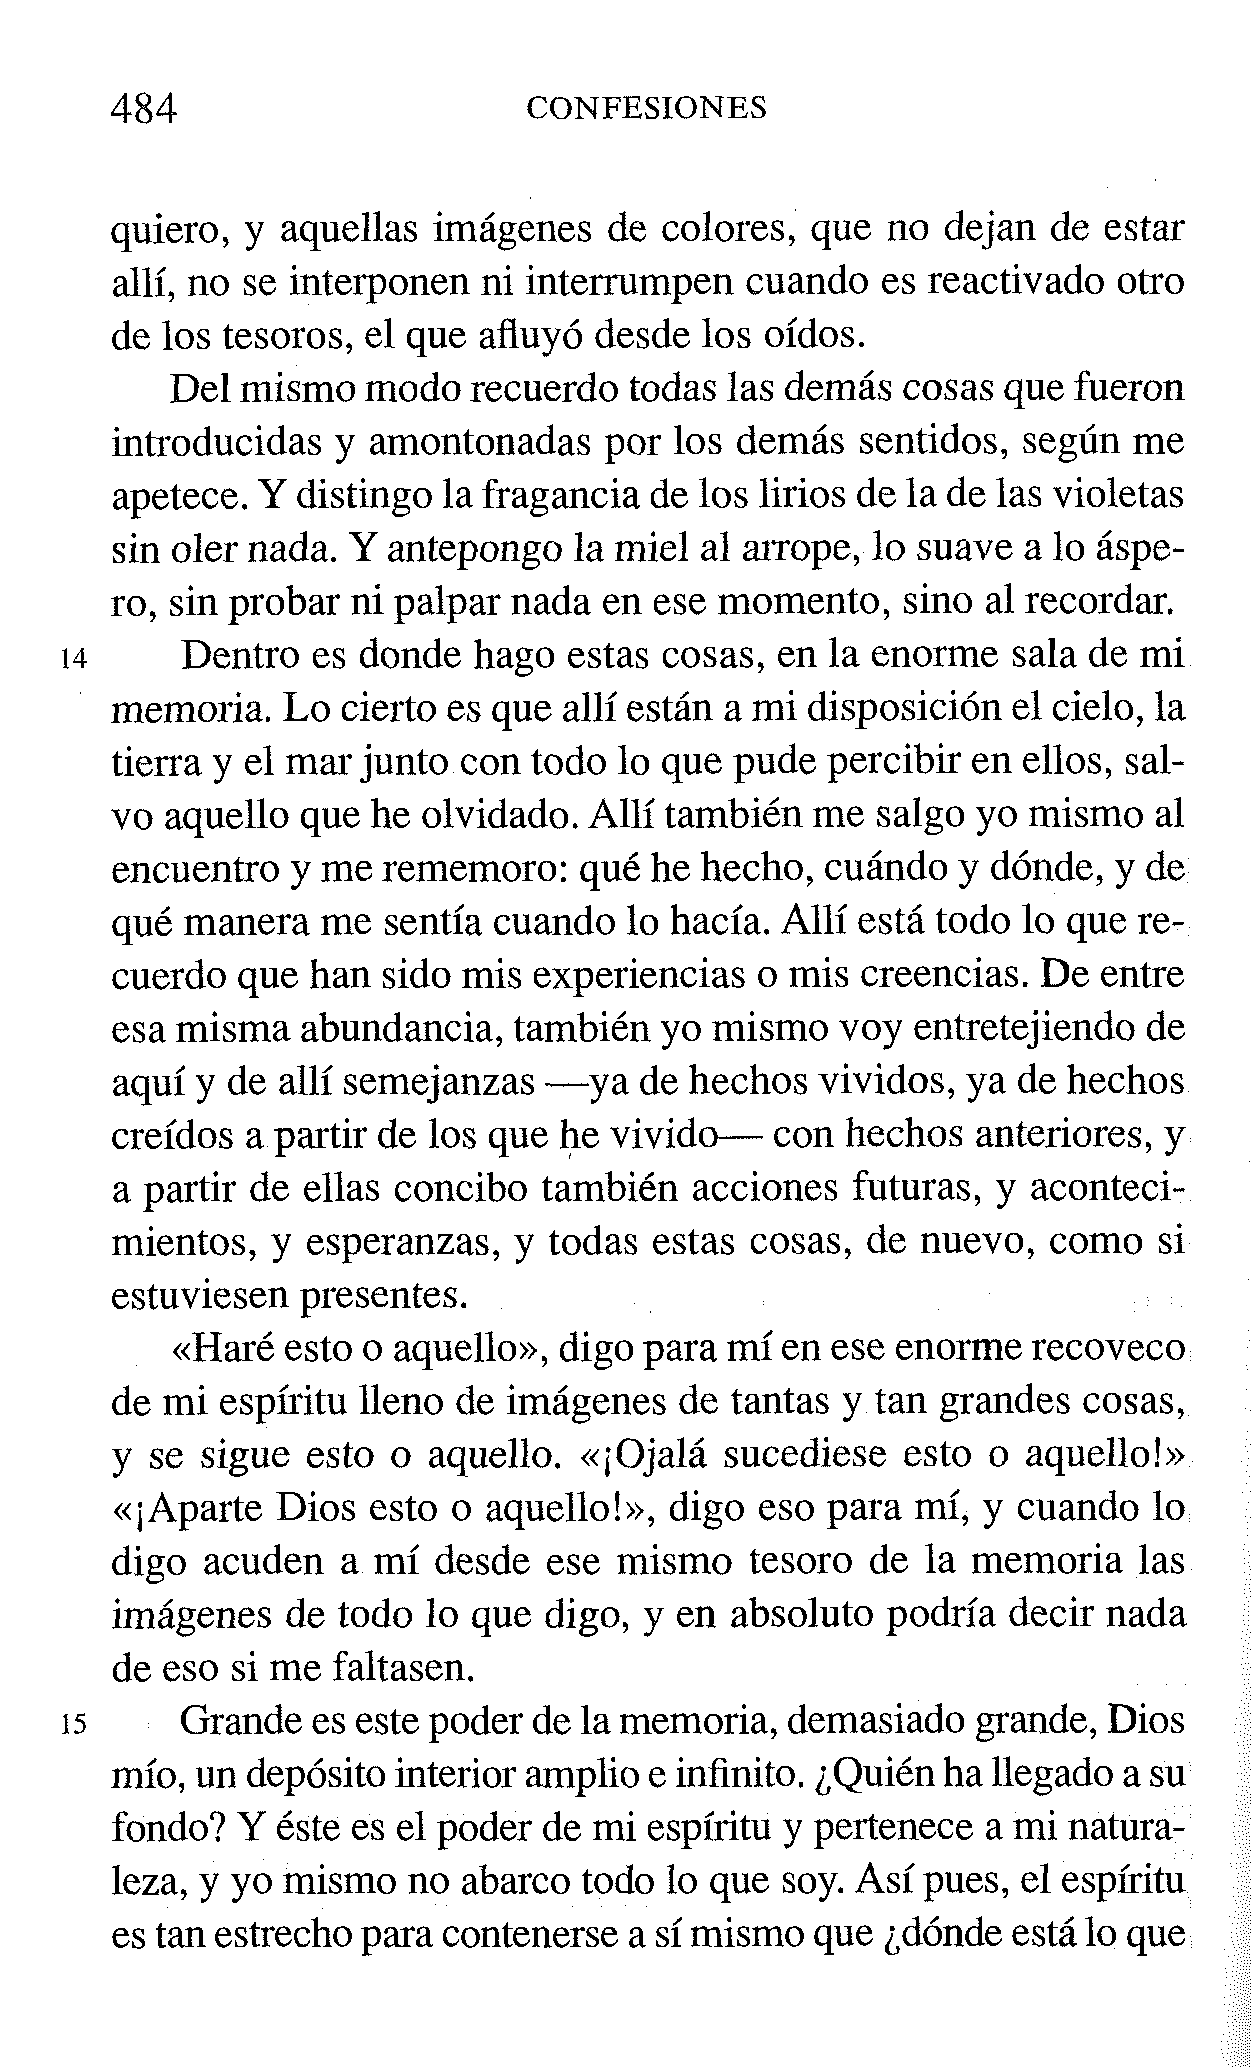 484 CONFESIONES
quiero, y aquellas imágenes de colores, que no dejan de estar
allí, no se interponen ni interrumpen cuando es reactivado otro
de los tesoros, el que afluyó desde los oídos.
Del mismo modo recuerdo todas las demás cosas que fueron
introducidas y amontonadas por los demás sentidos, según me
apetece. Y distingo la fragancia de los lirios de la de las violetas
sin oler nada. Y antepongo la miel al arrope, lo suave a lo áspe-
ro, sin probar ni palpar nada en ese momento, sino al recordar.
14 Dentro es donde hago estas cosas, en la enorme sala de mi
memoria. Lo cierto es que allí están a mi disposición el cielo, la
tierra y el mar junto con todo lo que pude percibir en ellos, sal-
vo aquello que he olvidado. Allí también me salgo yo mismo al
encuentro y me rememoro: qué he hecho, cuándo y dónde, y de
qué manera me sentía cuando lo hacía. Allí está todo lo que re-
cuerdo que han sido mis experiencias o mis creencias. De entre
esa misma abundancia, también yo mismo voy entretejiendo de
aquí y de allí semejanzas —ya de hechos vividos, ya de hechos
creídos a partir de los que he vivido— con hechos anteriores, y
a partir de ellas concibo también acciones futuras, y aconteci-
mientos, y esperanzas, y todas estas cosas, de nuevo, como si
estuviesen presentes.
«Haré esto o aquello», digo para mí en ese enorme recoveco
de mi espíritu lleno de imágenes de tantas y tan grandes cosas,
y se sigue esto o aquello. «¡Ojalá sucediese esto o aquello!»
«¡Aparte Dios esto o aquello!», digo eso para mí, y cuando lo
digo acuden a mí desde ese mismo tesoro de la memoria las
imágenes de todo lo que digo, y en absoluto podría decir nada
de eso si me faltasen.
15 Grande es este poder de la memoria, demasiado grande, Dios
mío, un depósito interior amplio e infinito. ¿Quién ha llegado a su
fondo? Y éste es el poder de mi espíritu y pertenece a mi natura-
leza, y yo mismo no abarco todo lo que soy. Así pues, el espíritu
es tan estrecho para contenerse a sí mismo que ¿dónde está lo que